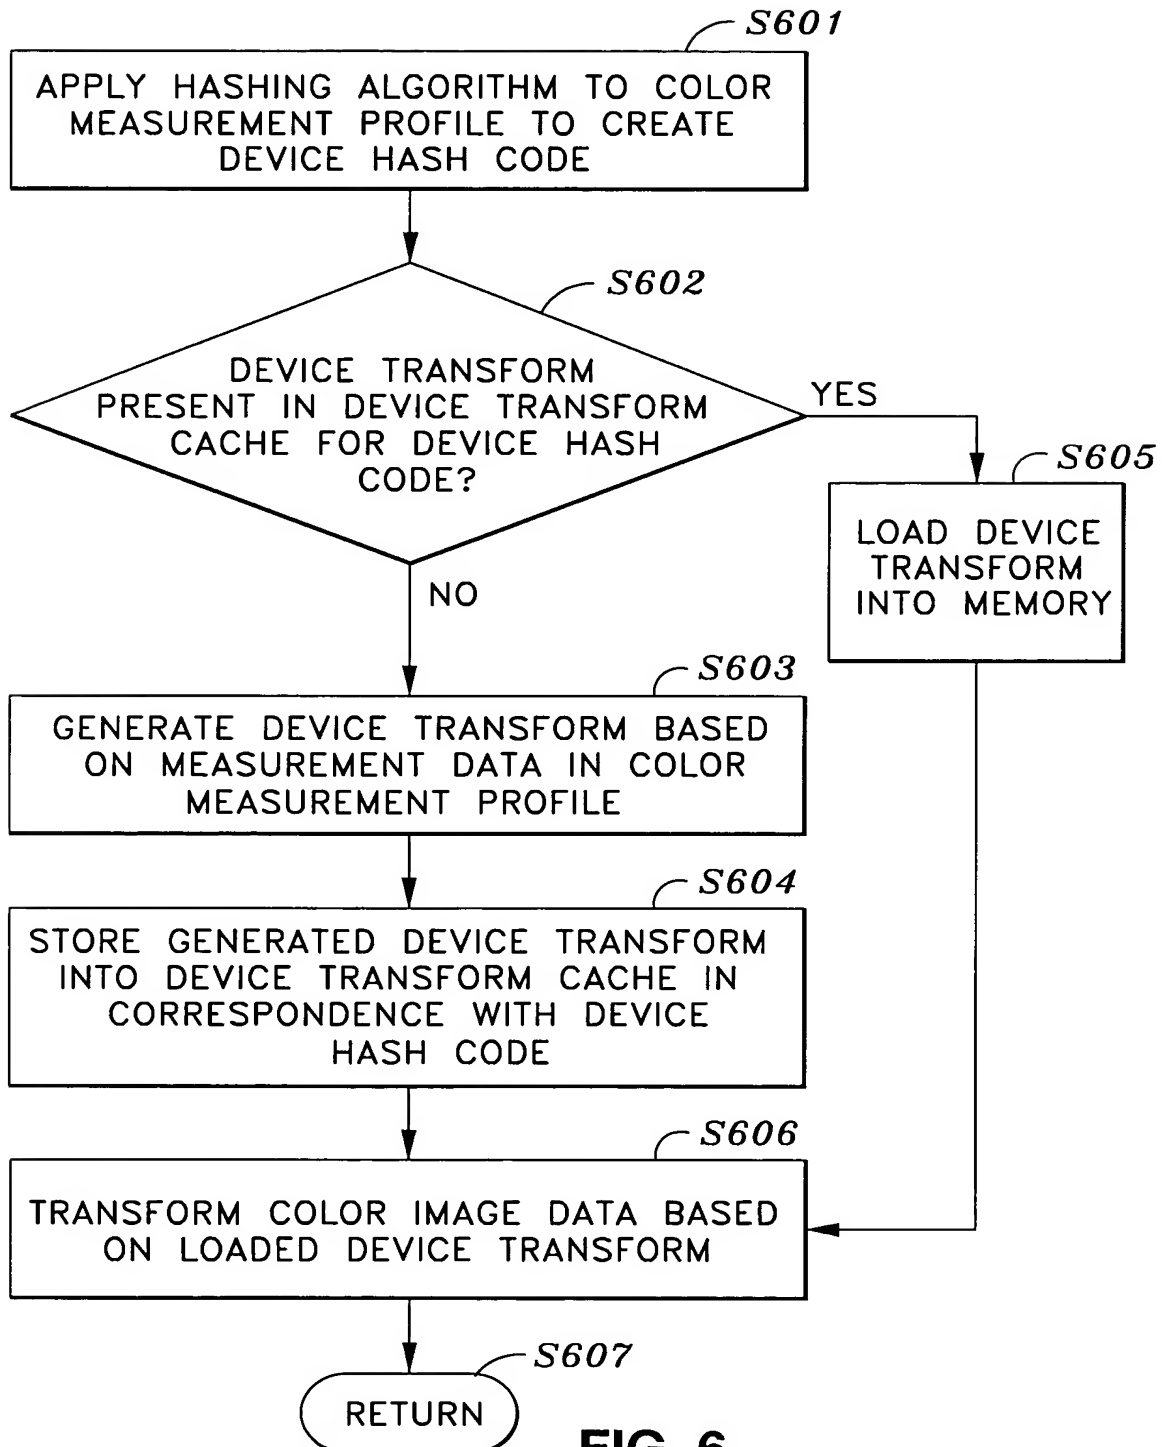 S601
APPLY HASHING ALGORITHM TO COLOR
MEASUREMENT PROFILE TO CREATE
DEVICE HASH CODE
S602
DEVICE TRANSFORM
PRESENT IN DEVICE TRANSFORM
CACHE FOR DEVICE HASH
CODE?
YES
S605
LOAD DEVICE
TRANSFORM
INTO MEMORY
NO
S603
GENERATE DEVICE TRANSFORM BASED
ON MEASUREMENT DATA IN COLOR
MEASUREMENT PROFILE
S604
STORE GENERATED DEVICE TRANSFORM
INTO DEVICE TRANSFORM CACHE IN
CORRESPONDENCE WITH DEVICE
HASH CODE
S606
TRANSFORM COLOR IMAGE DATA BASED
ON LOADED DEVICE TRANSFORM
S607
RETURN
FIG. 6